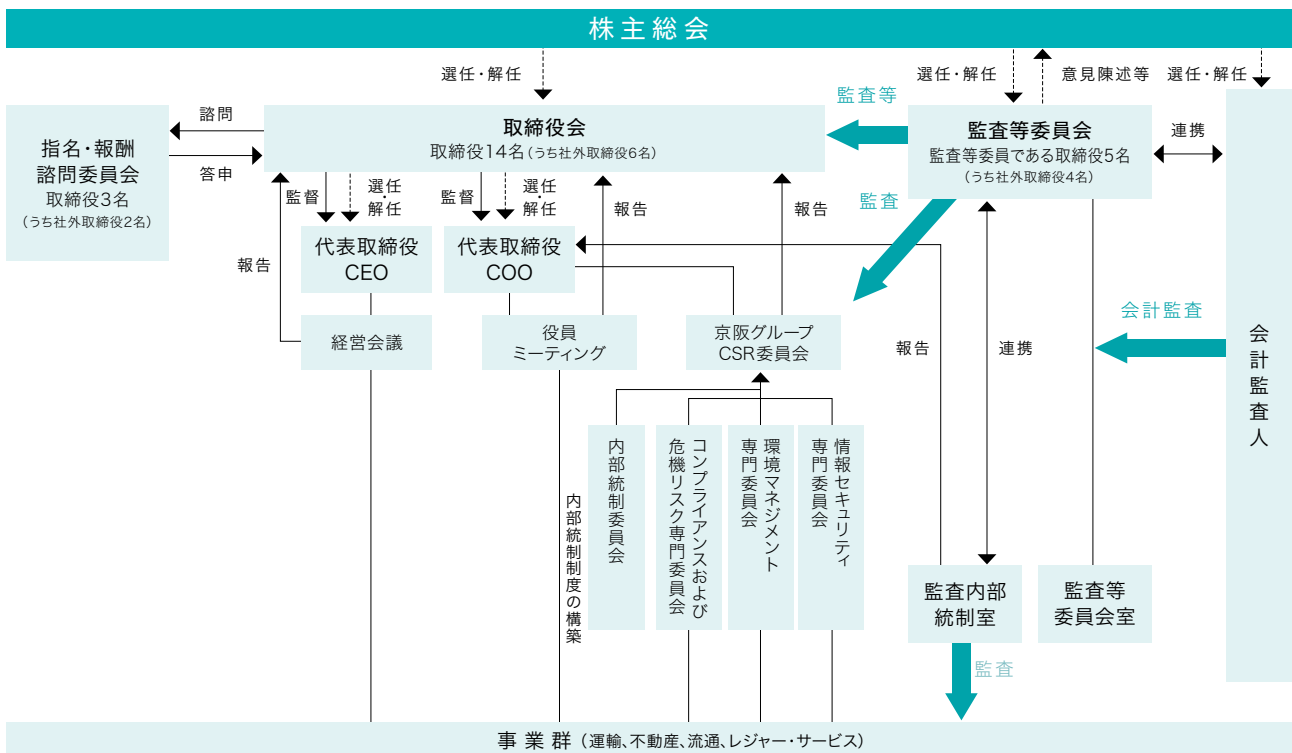 株主総会
選任・解任
選任・解任
意見陳述等
選任・解任
監査等
諮問
答申
指名・報酬
諮問委員会
取締役3名
(うち社外取締役2名)
取締役会
取締役14名(うち社外取締役6名)
監査等委員会
監査等委員である取締役5名
(うち社外取締役4名)
連携
監督
選任・
解任
監督
選任・
解任
報告
報告
監査
報告
代表取締役
CEO
代表取締役
COO
経営会議
役員
ミーティング
京阪グループ
CSR委員会
報告
連携
会計監査
会計監査人
内部統制制度の構築
内部統制委員会
コンプライアンスおよび
危機リスク専門委員会
環境マネジメント
専門委員会
情報セキュリティ
専門委員会
監査内部
統制室
監査等
委員会室
監査
事業群(運輸、不動産、流通、レジャー・サービス)